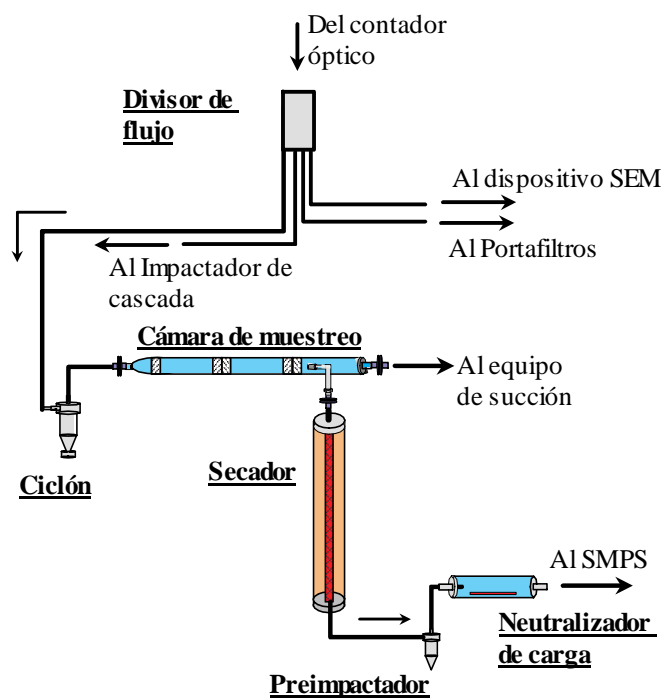 Del contador
óptico
Divisor de
flujo
Al dispositivo SEM
Al Portafiltros
Al Impactador de
cascada
Cámara de muestreo
Al equipo
de succión
Secador
Ciclón
Al SMPS
Neutralizador
de carga
Preimpactador